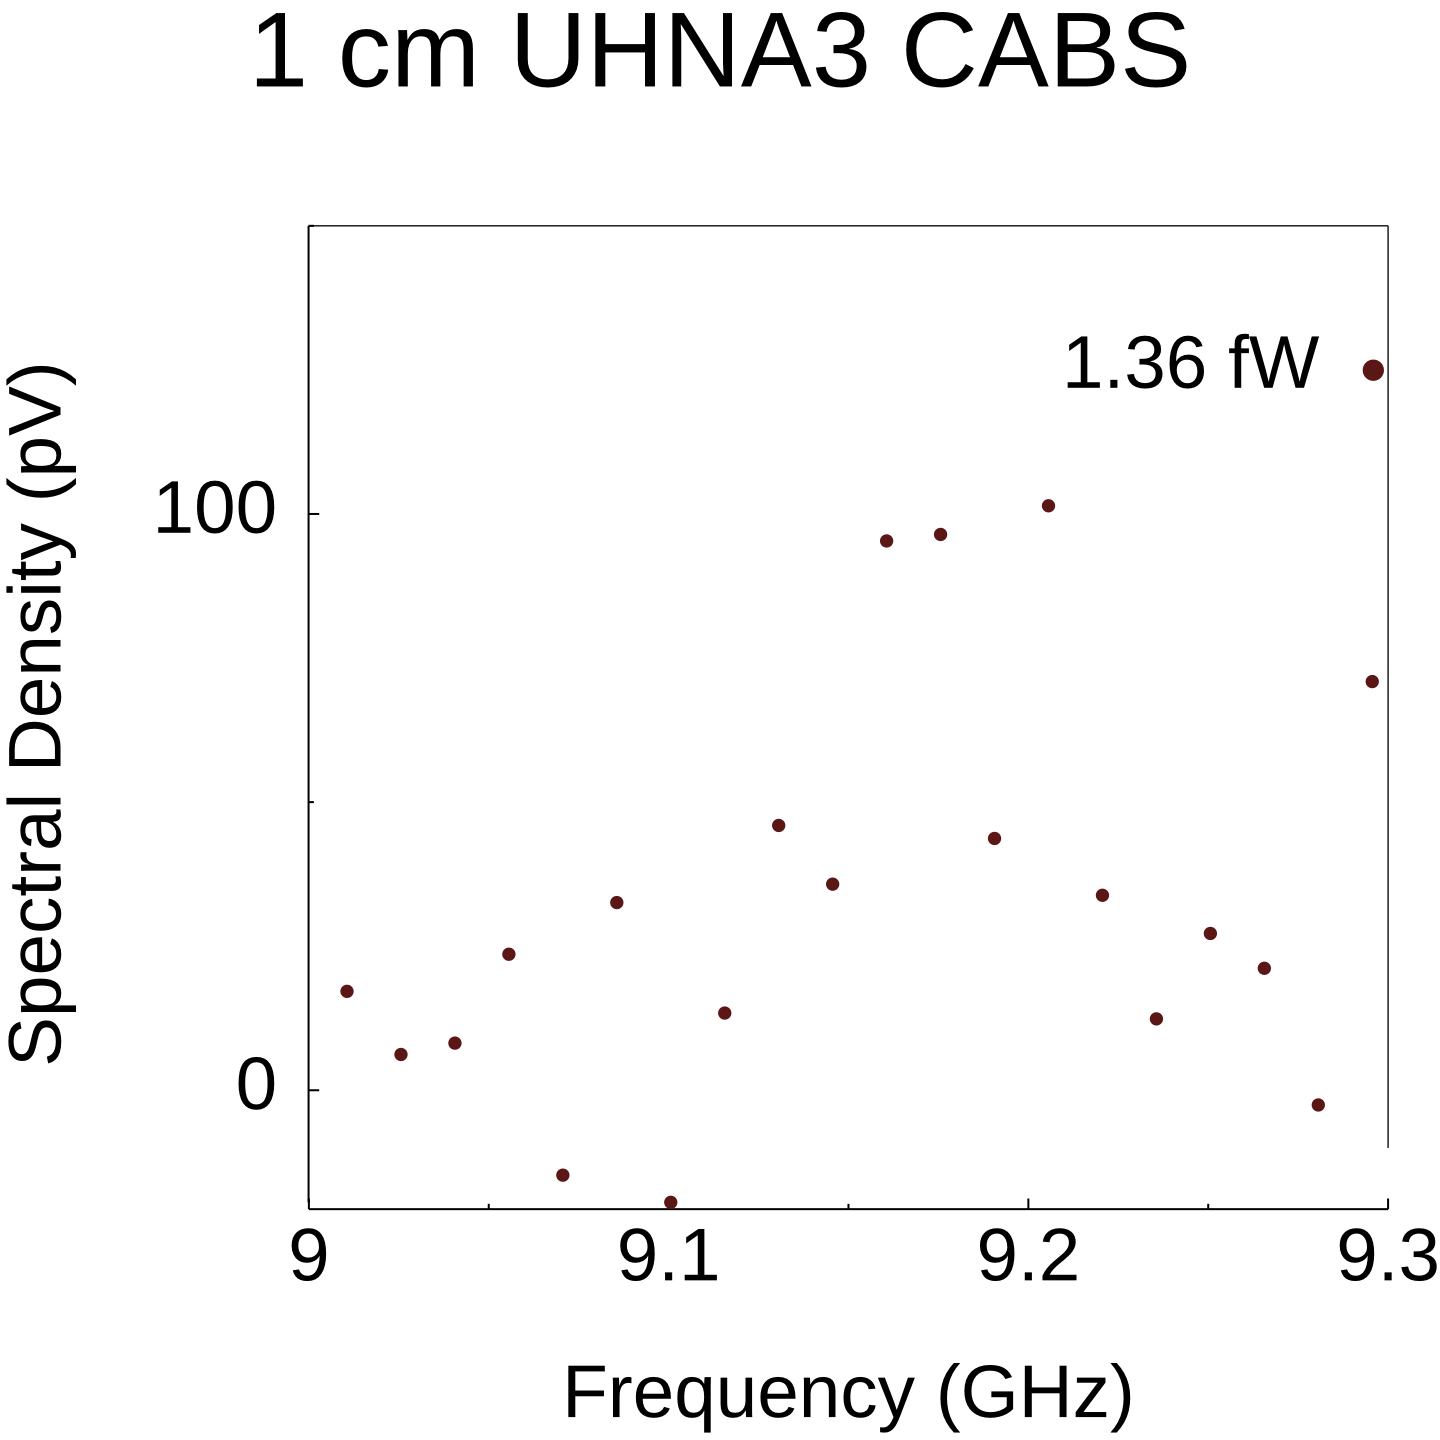 1 cm UHNA3 CABS
1.36 fW
Spectral Density (pV)
100
0
9
9.1
9.2
9.3
Frequency (GHz)